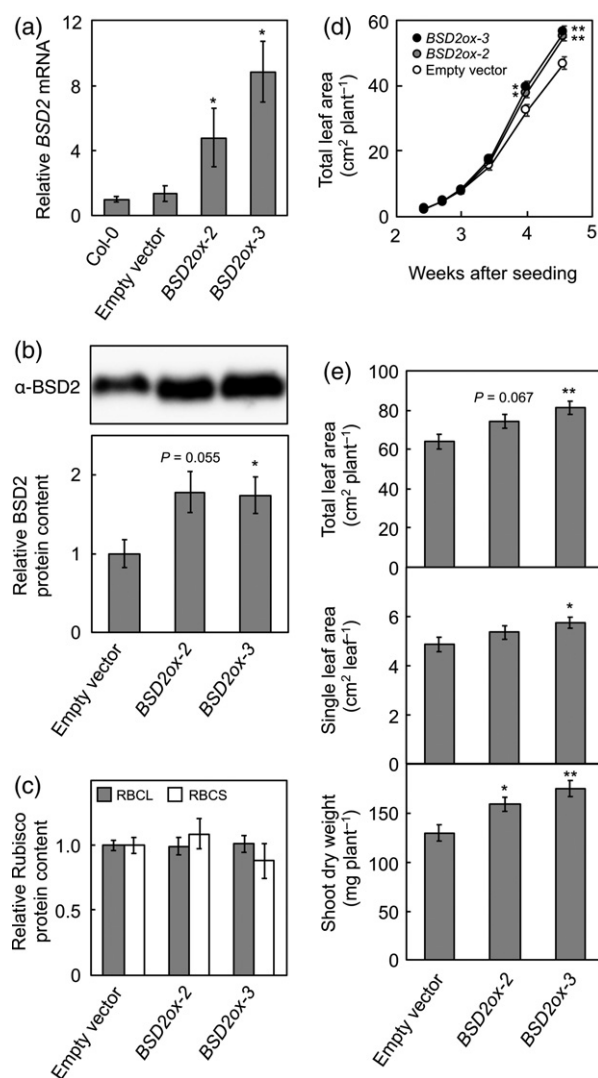 (a)
Relative BSD2 mRNA
12
8
4
0
*
*
Col-0
Empty vector
BSD2ox-2
BSD2ox-3
(b)
α-BSD2
Relative BSD2
protein content
2
1
0
P = 0.055
*
Empty vector
BSD2ox-2
BSD2ox-3
(c)
RBCL
RBCS
Relative Rubisco
protein content
1.0
0.5
0
Empty vector
BSD2ox-2
BSD2ox-3
(d)
BSD2ox-3
BSD2ox-2
Empty vector
Total leaf area
(cm² plant⁻¹)
60
40
20
0
*
*
**
**
2
3
4
5
Weeks after seeding
(e)
Total leaf area
(cm² plant⁻¹)
100
80
60
40
20
0
P = 0.067
**
Single leaf area
(cm² leaf⁻¹)
6
4
2
0
*
Shoot dry weight
(mg plant⁻¹)
150
100
50
0
*
**
Empty vector
BSD2ox-2
BSD2ox-3